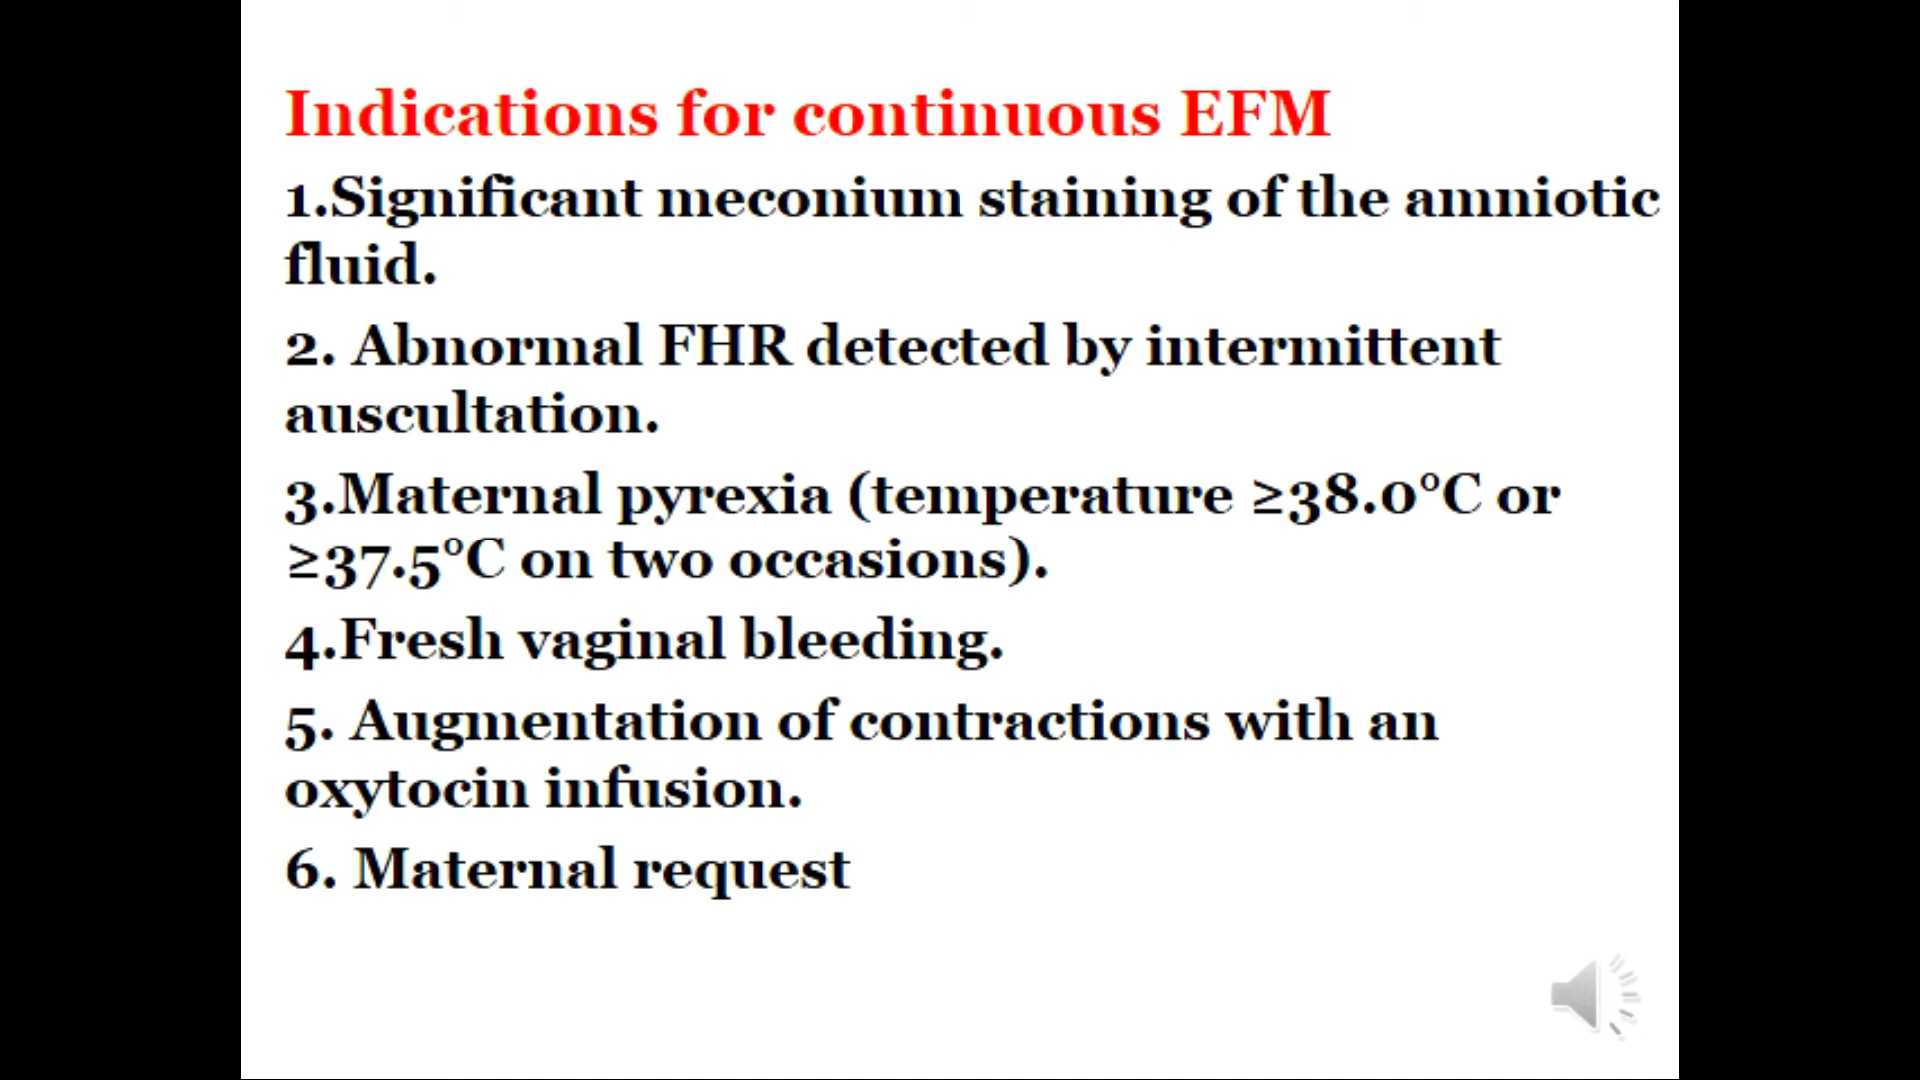 Indications for continuous EFM
1.Significant meconium staining of the amniotic
fluid.
2. Abnormal FHR detected by intermittent
auscultation.
3.Maternal pyrexia (temperature ≥38.0°C or
≥37.5°C on two occasions).
4.Fresh vaginal bleeding.
5. Augmentation of contractions with an
oxytocin infusion.
6. Maternal request